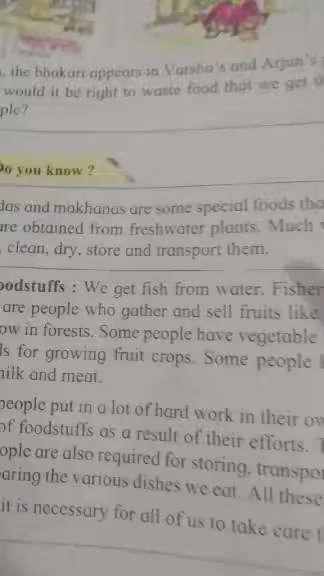 the bhakari appears in Varsha's and Arjun's
would it be right to waste food that we get
ple?
Do you know ?
das and makhanas are some special foods tha
are obtained from freshwater plants. Much
, clean, dry, store and transport them.
oodstuffs : We get fish from water. Fisher
are people who gather and sell fruits like
ow in forests. Some people have vegetable
ls for growing fruit crops. Some people
nilk and meat.
people put in a lot of hard work in their ow
of foodstuffs as a result of their efforts.
ople are also required for storing, transpor
aring the various dishes we eat. All these
it is necessary for all of us to take care t